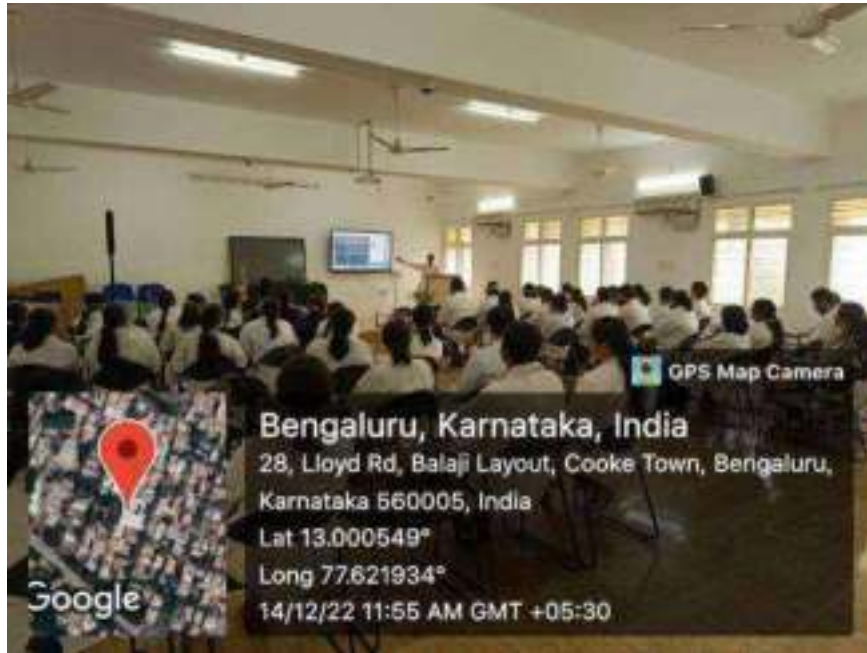 GPS Map Camera
Bengaluru, Karnataka, India
28, Lloyd Rd, Balaji Layout, Cooke Town, Bengaluru,
Karnataka 560005, India
Lat 13.000549°
Long 77.621934°
14/12/22 11:55 AM GMT +05:30
Google